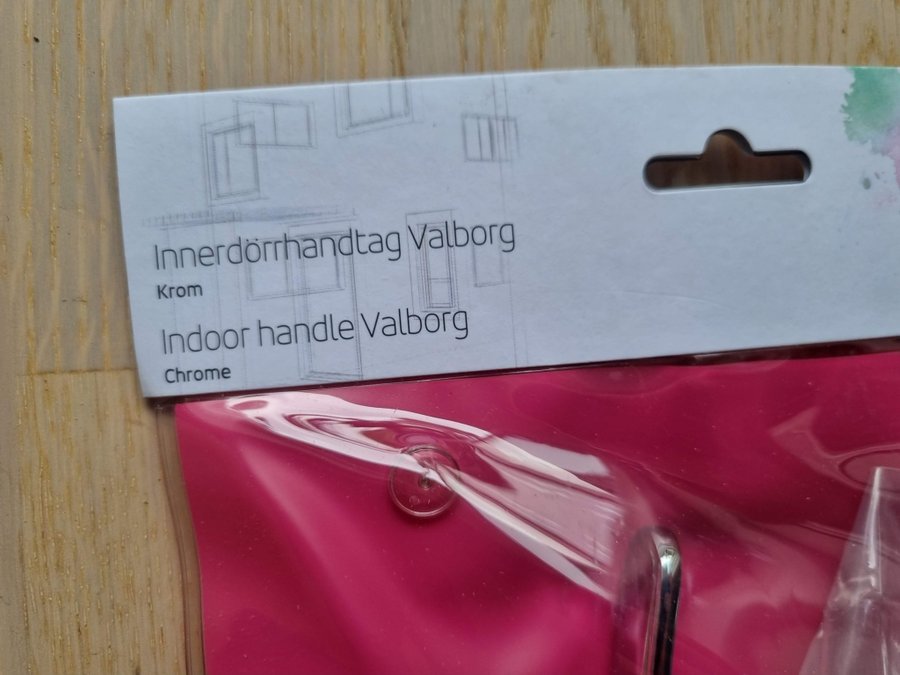 Innerdörrhandtag Valborg
Krom
Indoor handle Valborg
Chrome